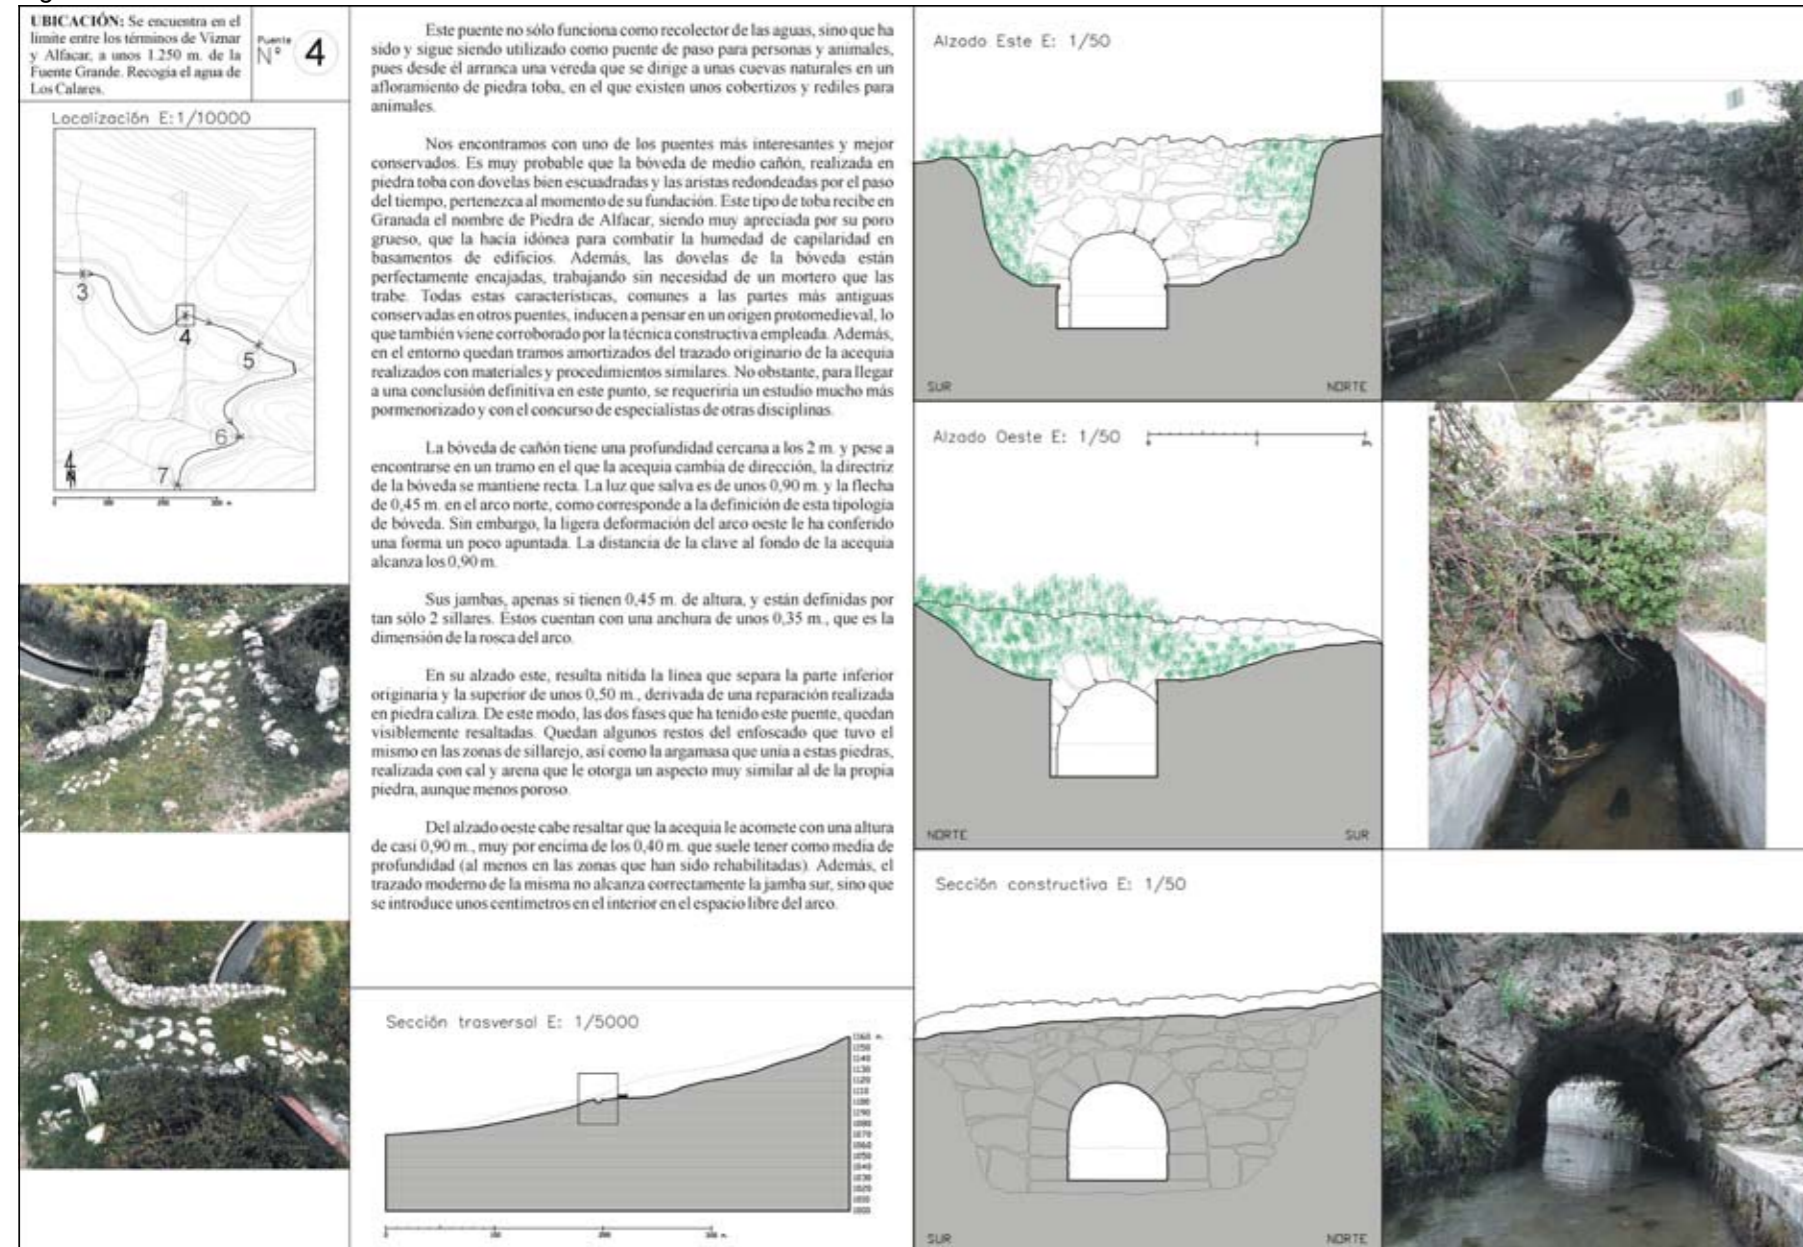 UBICACIÓN: Se encuentra en el
límite entre los términos de Víznar
y Alfacar, a unos 1.250 m. de la
Fuente Grande. Recogía el agua de
Los Calares.
Puente
Nº 4
Localización E:1/10000
3
4
5
6
7
N
Este puente no sólo funciona como recolector de las aguas, sino que ha
sido y sigue siendo utilizado como puente de paso para personas y animales,
pues desde él arranca una vereda que se dirige a unas cuevas naturales en un
afloramiento de piedra toba, en el que existen unos cobertizos y rediles para
animales.
Nos encontramos con uno de los puentes más interesantes y mejor
conservados. Es muy probable que la bóveda de medio cañón, realizada en
piedra toba con dovelas bien escuadradas y las aristas redondeadas por el paso
del tiempo, pertenezca al momento de su fundación. Este tipo de toba recibe en
Granada el nombre de Piedra de Alfacar, siendo muy apreciada por su poro
grueso, que la hacía idónea para combatir la humedad de capilaridad en
basamentos de edificios. Además, las dovelas de la bóveda están
perfectamente encajadas, trabajando sin necesidad de un mortero que las
trabe. Todas estas características, comunes a las partes más antiguas
conservadas en otros puentes, inducen a pensar en un origen protomedieval, lo
que también viene corroborado por la técnica constructiva empleada. Además,
en el entorno quedan tramos amortizados del trazado originario de la acequia
realizados con materiales y procedimientos similares. No obstante, para llegar
a una conclusión definitiva en este punto, se requeriría un estudio mucho más
pormenorizado y con el concurso de especialistas de otras disciplinas.
La bóveda de cañón tiene una profundidad cercana a los 2 m. y pese a
encontrarse en un tramo en el que la acequia cambia de dirección, la directriz
de la bóveda se mantiene recta. La luz que salva es de unos 0,90 m. y la flecha
de 0,45 m. en el arco norte, como corresponde a la definición de esta tipología
de bóveda. Sin embargo, la ligera deformación del arco oeste le ha conferido
una forma un poco apuntada. La distancia de la clave al fondo de la acequia
alcanza los 0,90 m.
Sus jambas, apenas si tienen 0,45 m. de altura, y están definidas por
tan sólo 2 sillares. Éstos cuentan con una anchura de unos 0,35 m., que es la
dimensión de la rosca del arco.
En su alzado este, resulta nítida la línea que separa la parte inferior
originaria y la superior de unos 0,50 m., derivada de una reparación realizada
en piedra caliza. De este modo, las dos fases que ha tenido este puente, quedan
visiblemente resaltadas. Quedan algunos restos del enfoscado que tuvo el
mismo en las zonas de sillarejo, así como la argamasa que unía a estas piedras,
realizada con cal y arena que le otorga un aspecto muy similar al de la propia
piedra, aunque menos poroso.
Del alzado oeste cabe resaltar que la acequia le acomete con una altura
de casi 0,90 m., muy por encima de los 0,40 m. que suele tener como media de
profundidad (al menos en las zonas que han sido rehabilitadas). Además, el
trazado moderno de la misma no alcanza correctamente la jamba sur, sino que
se introduce unos centímetros en el interior en el espacio libre del arco.
Sección trasversal E: 1/5000
Alzado Este E: 1/50
SUR NORTE
Alzado Oeste E: 1/50
NORTE SUR
Sección constructiva E: 1/50
SUR NORTE